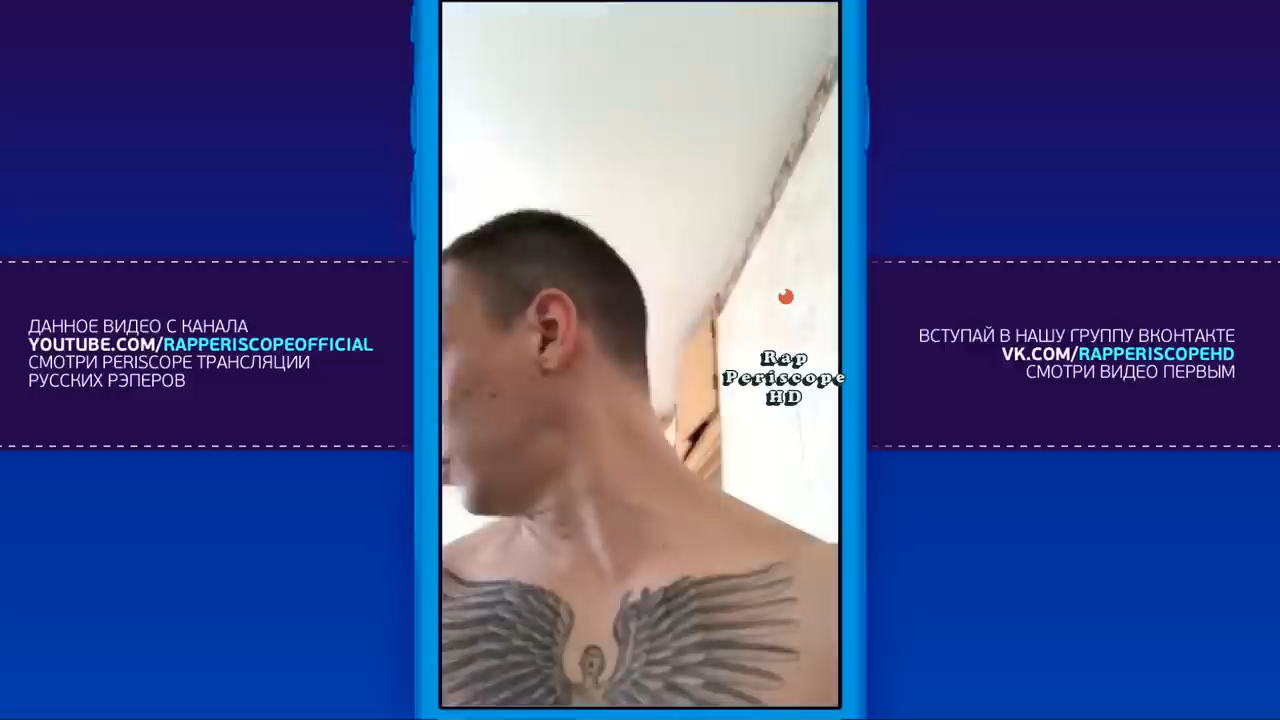 ДАННОЕ ВИДЕО С КАНАЛА
YOUTUBE.COM/RAPPERISCOPEOFFICIAL
СМОТРИ PERISCOPE ТРАНСЛЯЦИИ
РУССКИХ РЭПЕРОВ
Rap
Periscope
HD
ВСТУПАЙ В НАШУ ГРУППУ ВКОНТАКТЕ
VK.COM/RAPPERISCOPEHD
СМОТРИ ВИДЕО ПЕРВЫМ